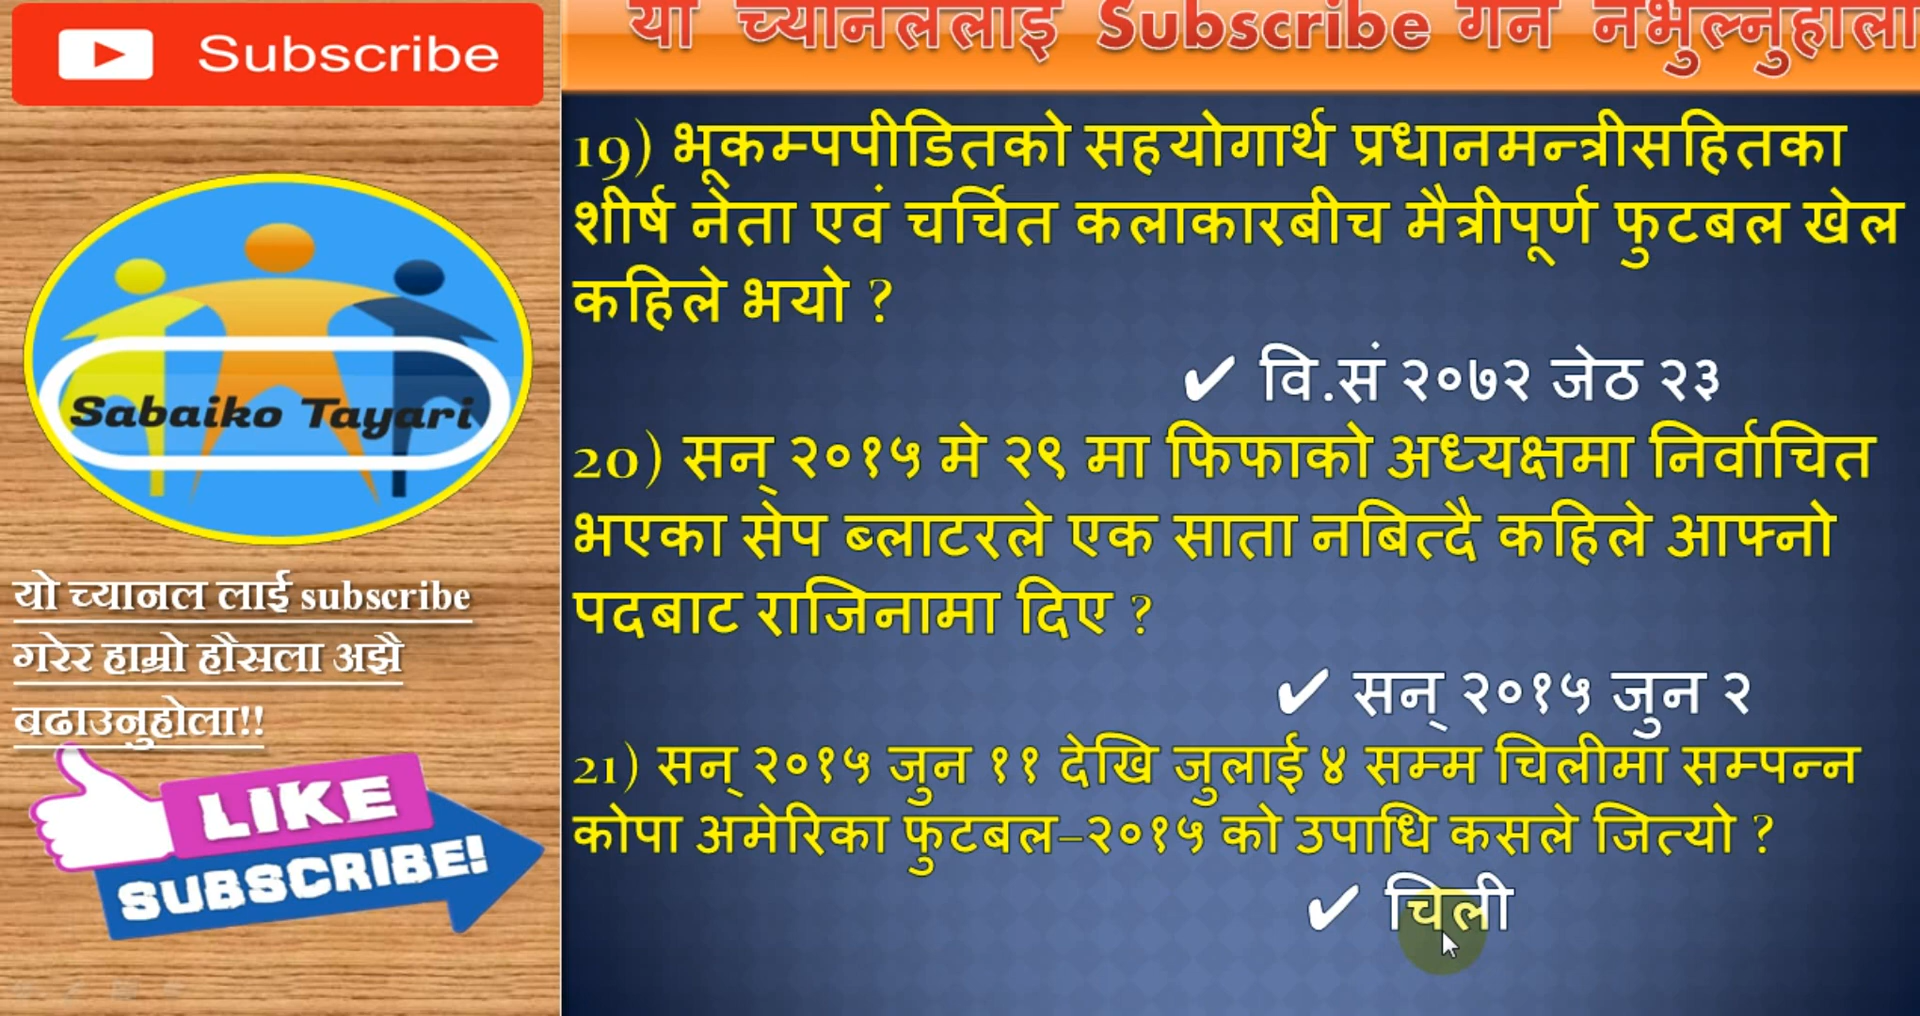 Subscribe
यो च्यानललाई Subscribe गर्न नभुल्नुहोला
19) भूकम्पपीडितको सहयोगार्थ प्रधानमन्त्रीसहितका
शीर्ष नेता एवं चर्चित कलाकारबीच मैत्रीपूर्ण फुटबल खेल
कहिले भयो ?
✔ वि.सं २०७२ जेठ २३
20) सन् २०१५ मे २९ मा फिफाको अध्यक्षमा निर्वाचित
भएका सेप ब्लाटरले एक साता नबित्दै कहिले आफ्नो
पदबाट राजिनामा दिए ?
✔ सन् २०१५ जुन २
21) सन् २०१५ जुन ११ देखि जुलाई ४ सम्म चिलीमा सम्पन्न
कोपा अमेरिका फुटबल–२०१५ को उपाधि कसले जित्यो ?
✔ चिली
Sabaiko Tayari
यो च्यानल लाई subscribe
गरेर हाम्रो हौसला अझै
बढाउनुहोला!!
LIKE
SUBSCRIBE!